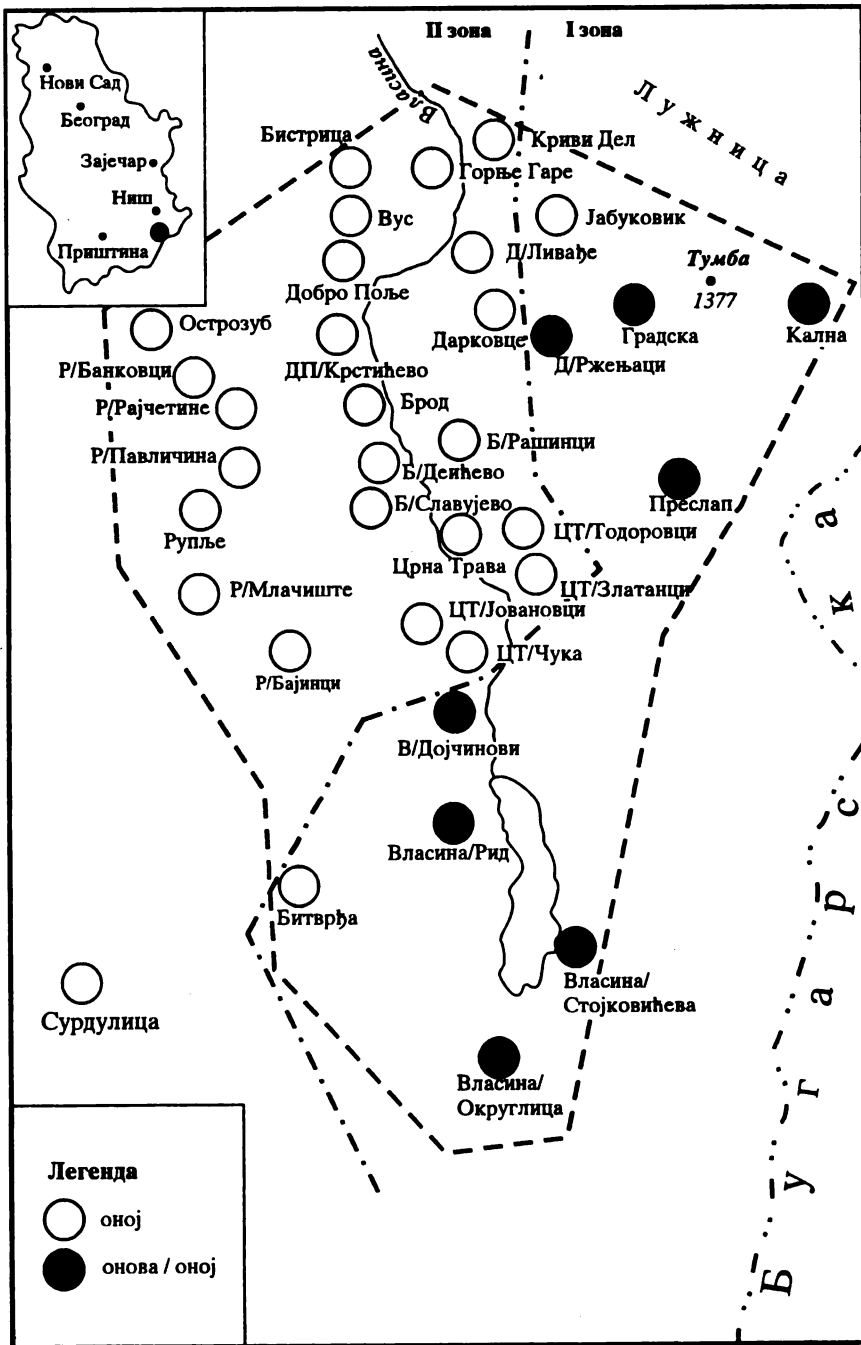 II зона
I зона
Власина
Лужница
Нови Сад
Београд
Зајечар
Ниш
Приштина
Бистрица
Криви Дел
Горње Гаре
Вус
Јабуковик
Д/Ливађе
Тумба
1377
Добро Поље
Острозуб
Дарковце
Градска
Кална
Д/Ржењаци
Р/Банковци
ДП/Крстићево
Р/Рајчетине
Брод
Б/Рашинци
Р/Павличина
Б/Деићево
Б/Славујево
Преслап
Рупље
ЦТ/Тодоровци
Црна Трава
Р/Млачиште
ЦТ/Златанци
ЦТ/Јовановци
ЦТ/Чука
Р/Бајинци
В/Дојчинови
Власина/Рид
Битврђа
Власина/
Стојковићева
Сурдулица
Власина/
Округлица
Бугарска
Легенда
оној
онова / оној